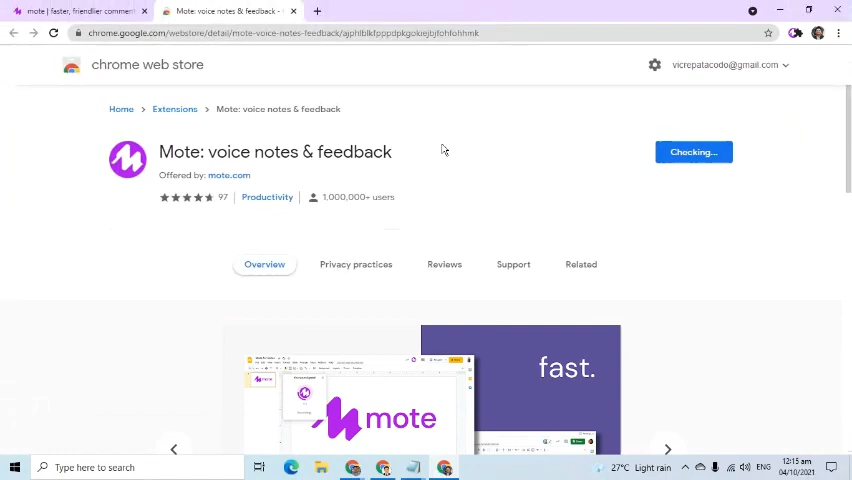 mote | faster, friendlier comment
Mote: voice notes & feedback -
chrome.google.com/webstore/detail/mote-voice-notes-feedback/ajphlblkfpppdpkgokiejbjfohfohhmk
chrome web store
vicrepatacodo@gmail.com
Home > Extensions > Mote: voice notes & feedback
Mote: voice notes & feedback
Checking...
Offered by: mote.com
97
Productivity
1,000,000+ users
Overview
Privacy practices
Reviews
Support
Related
fast.
mote
mote
Type here to search
27°C Light rain
ENG
12:15 pm
04/10/2021